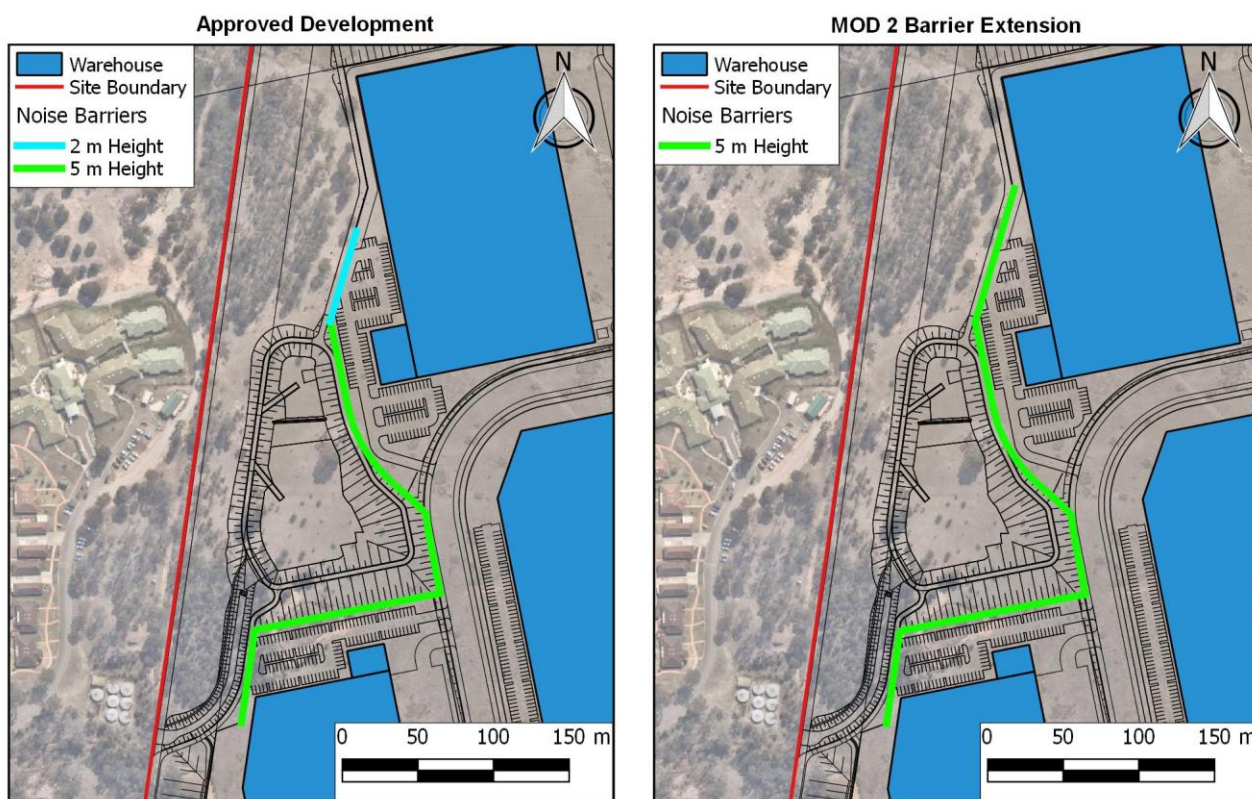 Approved Development
Warehouse
Site Boundary
Noise Barriers
2 m Height
5 m Height
N
0 50 100 150 m
MOD 2 Barrier Extension
Warehouse
Site Boundary
Noise Barriers
5 m Height
N
0 50 100 150 m